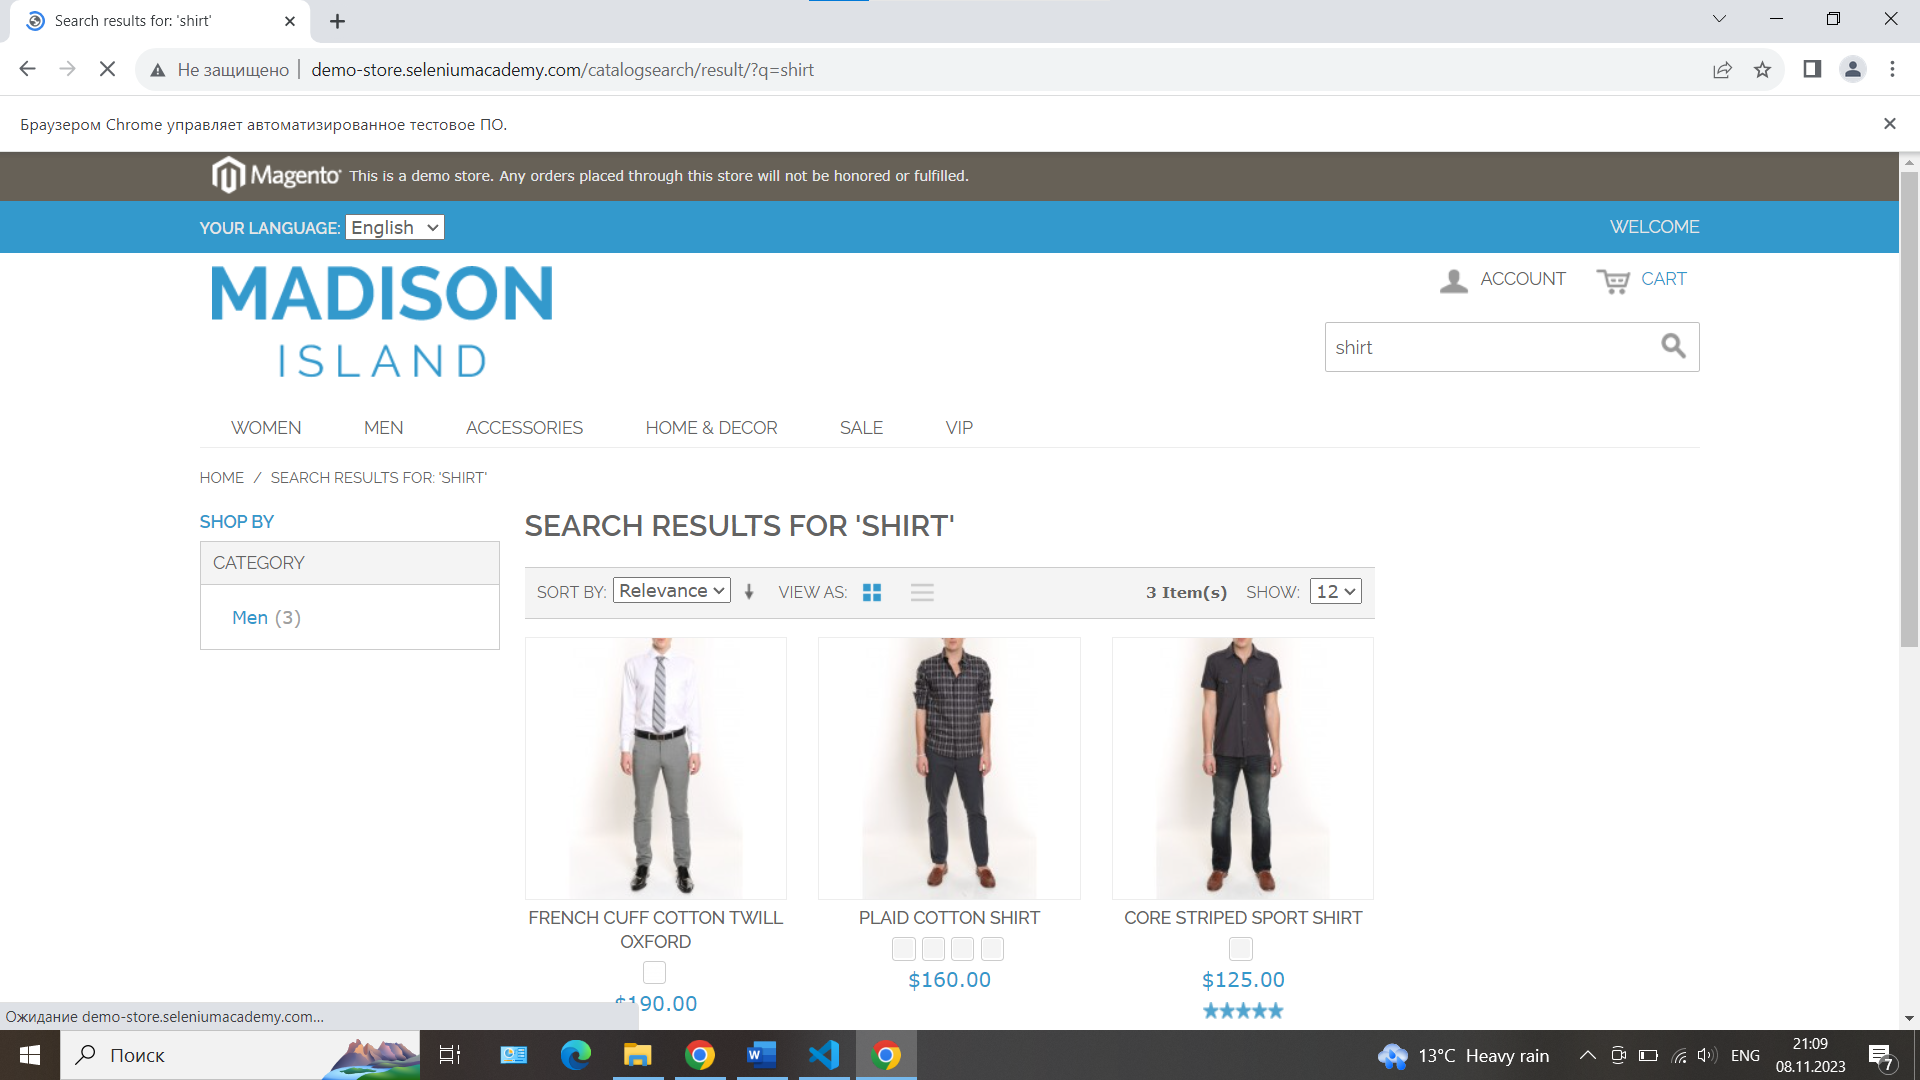 Search results for: 'shirt'
Не защищено
demo-store.seleniumacademy.com/catalogsearch/result/?q=shirt
Браузером Chrome управляет автоматизированное тестовое ПО.
Magento This is a demo store. Any orders placed through this store will not be honored or fulfilled.
YOUR LANGUAGE: English
WELCOME
MADISON
ISLAND
ACCOUNT CART
shirt
WOMEN MEN ACCESSORIES HOME & DECOR SALE VIP
HOME / SEARCH RESULTS FOR: 'SHIRT'
SHOP BY
CATEGORY
Men (3)
SEARCH RESULTS FOR 'SHIRT'
SORT BY: Relevance VIEW AS: 3 Item(s) SHOW: 12
FRENCH CUFF COTTON TWILL
OXFORD
$190.00
PLAID COTTON SHIRT
$160.00
CORE STRIPED SPORT SHIRT
$125.00
Ожидание demo-store.seleniumacademy.com...
Поиск
13°C Heavy rain
ENG
21:09
08.11.2023
7